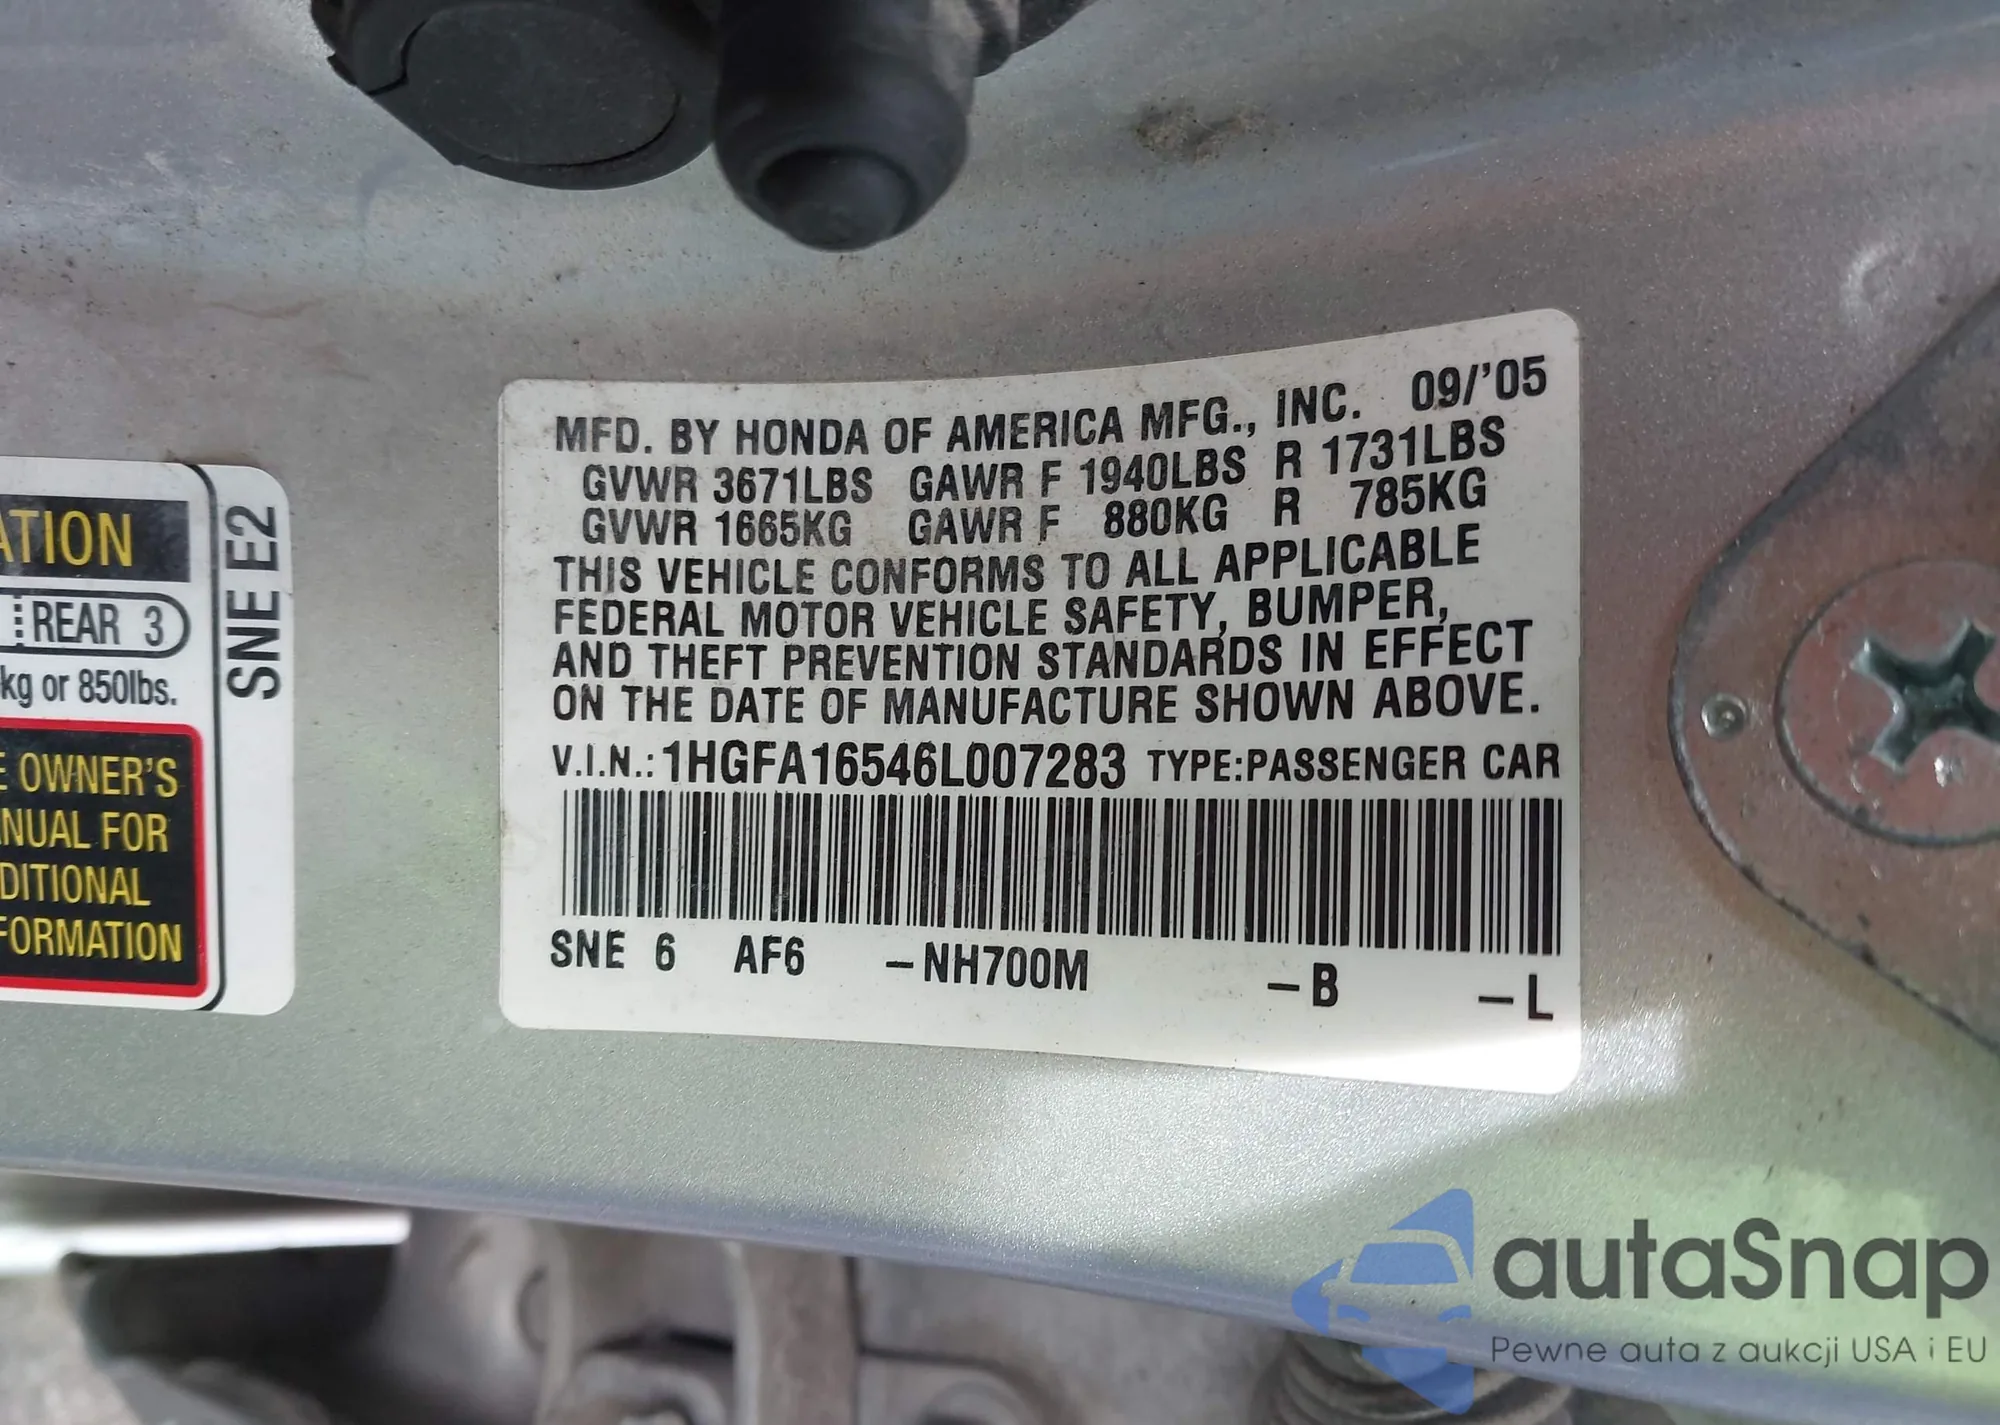 ATION
REAR 3
kg or 850lbs.
E OWNER'S
NUAL FOR
DITIONAL
FORMATION
SNE E2
MFD. BY HONDA OF AMERICA MFG., INC. 09/'05
GVWR 3671LBS GAWR F 1940LBS R 1731LBS
GVWR 1665KG GAWR F 880KG R 785KG
THIS VEHICLE CONFORMS TO ALL APPLICABLE
FEDERAL MOTOR VEHICLE SAFETY, BUMPER,
AND THEFT PREVENTION STANDARDS IN EFFECT
ON THE DATE OF MANUFACTURE SHOWN ABOVE.
V.I.N.: 1HGFA16546L007283 TYPE:PASSENGER CAR
SNE 6 AF6 -NH700M -B -L
autaSnap
Pewne auta z aukcji USA i EU